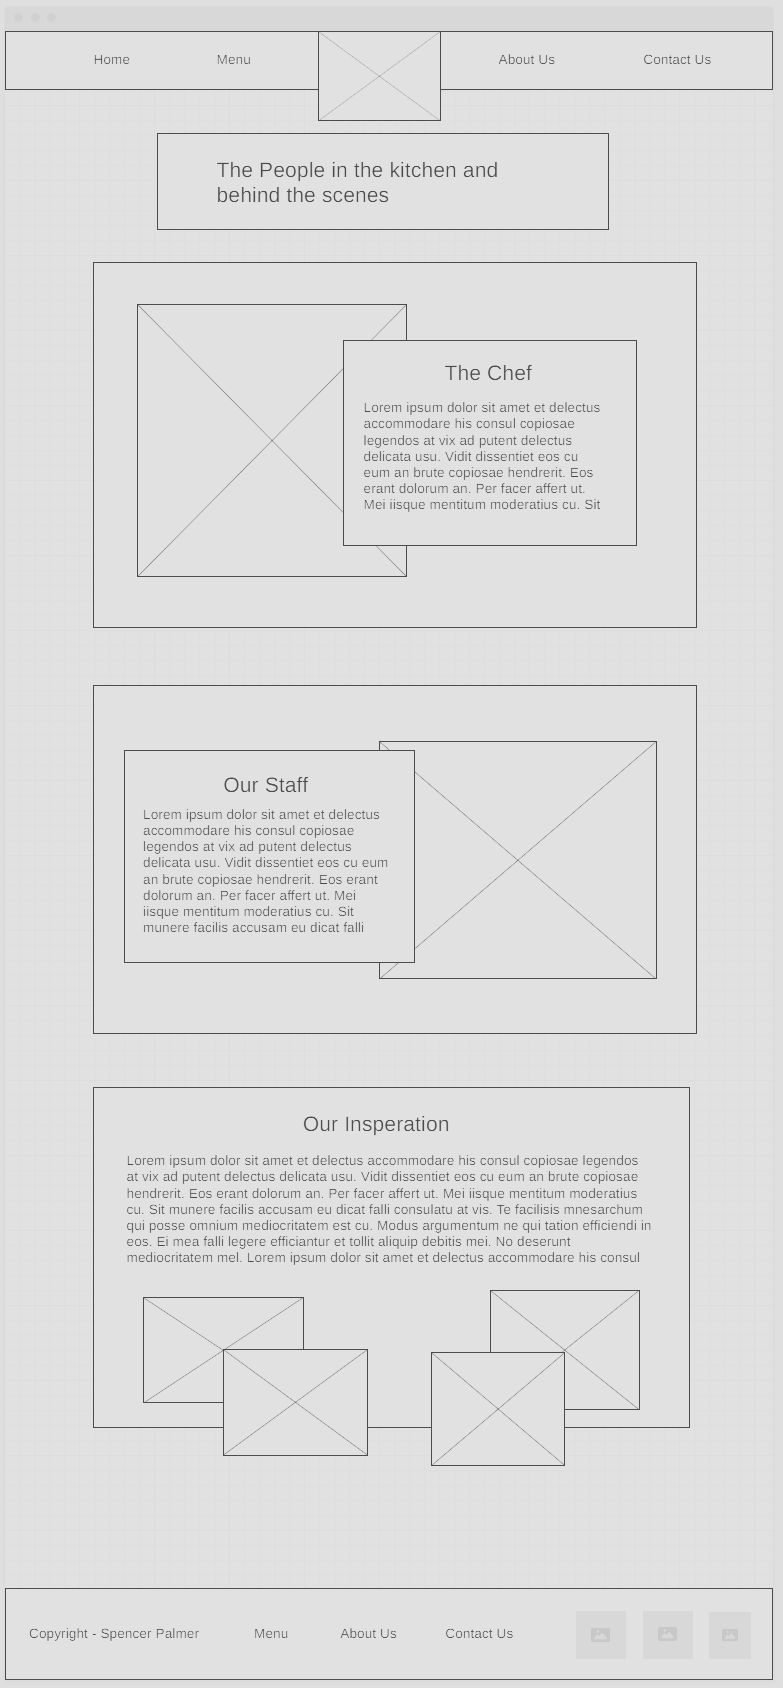 Home Menu About Us Contact Us
The People in the kitchen and
behind the scenes
The Chef
Lorem ipsum dolor sit amet et delectus
accommodare his consul copiosae
legendos at vix ad putent delectus
delicata usu. Vidit dissentiet eos cu
eum an brute copiosae hendrerit. Eos
erant dolorum an. Per facer affert ut.
Mei iisque mentitum moderatius cu. Sit
Our Staff
Lorem ipsum dolor sit amet et delectus
accommodare his consul copiosae
legendos at vix ad putent delectus
delicata usu. Vidit dissentiet eos cu eum
an brute copiosae hendrerit. Eos erant
dolorum an. Per facer affert ut. Mei
iisque mentitum moderatius cu. Sit
munere facilis accusam eu dicat falli
Our Insperation
Lorem ipsum dolor sit amet et delectus accommodare his consul copiosae legendos
at vix ad putent delectus delicata usu. Vidit dissentiet eos cu eum an brute copiosae
hendrerit. Eos erant dolorum an. Per facer affert ut. Mei iisque mentitum moderatius
cu. Sit munere facilis accusam eu dicat falli consulatu at vis. Te facilisis mnesarchum
qui posse omnium mediocritatem est cu. Modus argumentum ne qui tation efficiendi in
eos. Ei mea falli legere efficiantur et tollit aliquip debitis mei. No deserunt
mediocritatem mel. Lorem ipsum dolor sit amet et delectus accommodare his consul
Copyright - Spencer Palmer Menu About Us Contact Us